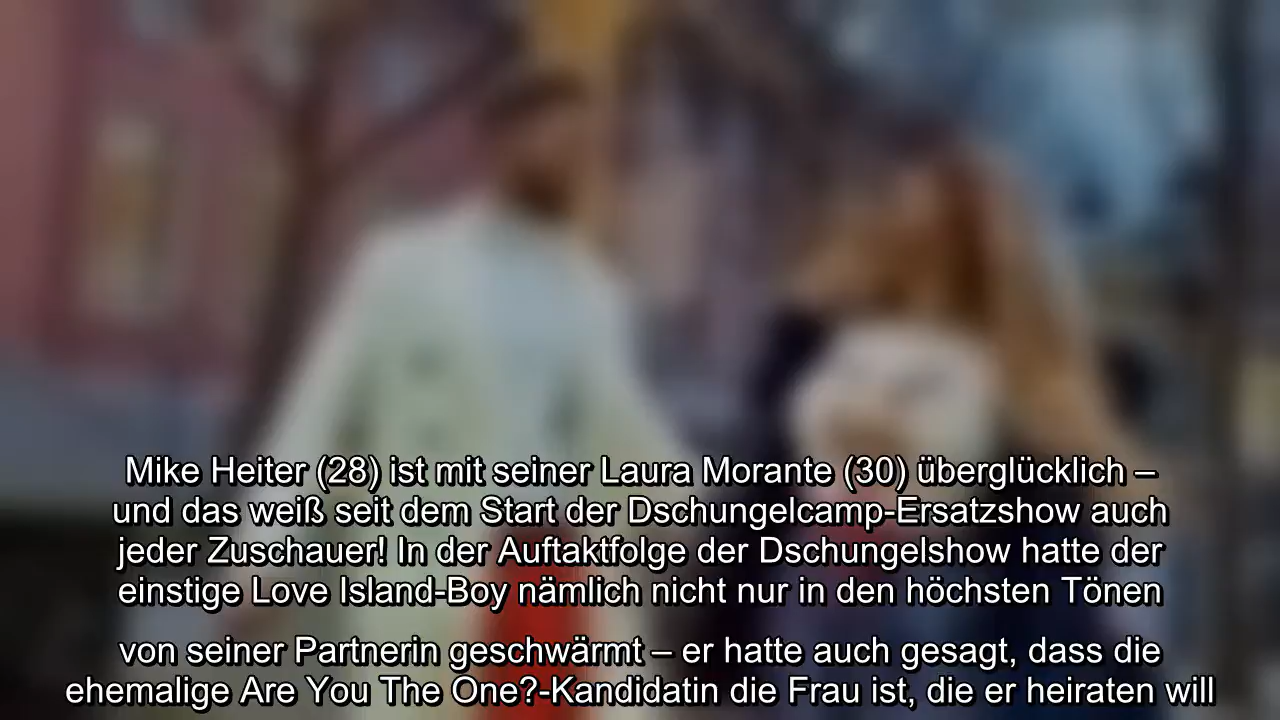 Mike Heiter (28) ist mit seiner Laura Morante (30) überglücklich –
und das weiß seit dem Start der Dschungelcamp-Ersatzshow auch
jeder Zuschauer! In der Auftaktfolge der Dschungelshow hatte der
einstige Love Island-Boy nämlich nicht nur in den höchsten Tönen
von seiner Partnerin geschwärmt – er hatte auch gesagt, dass die
ehemalige Are You The One?-Kandidatin die Frau ist, die er heiraten will